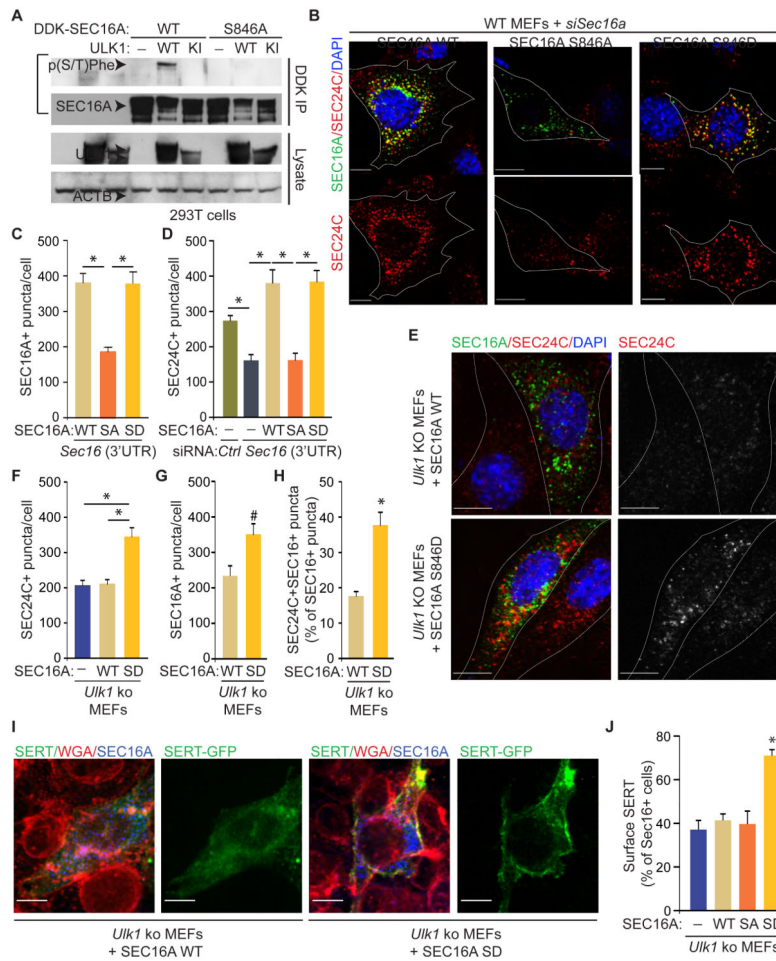 A
DDK-SEC16A: WT S846A
ULK1: – WT KI – WT KI
p(S/T)Phe
SEC16A
DDK IP
Lysate
ACTB
293T cells
B
WT MEFs + siSec16a
SEC16A WT SEC16A S846A SEC16A S846D
SEC16A/SEC24C/DAPI
SEC24C
C
SEC16A+ puncta/cell
500
400
300
200
100
0
* *
SEC16A: WT SA SD
Sec16 (3'UTR)
D
SEC24C+ puncta/cell
500
400
300
200
100
0
* * * *
SEC16A: – – WT SA SD
siRNA: Ctrl Sec16 (3'UTR)
E
SEC16A/SEC24C/DAPI SEC24C
Ulk1 KO MEFs
+ SEC16A WT
Ulk1 KO MEFs
+ SEC16A S846D
F
SEC24C+ puncta/cell
500
400
300
200
100
0
*
*
SEC16A: – WT SD
Ulk1 ko
MEFs
G
SEC16A+ puncta/cell
500
400
300
200
100
0
#
SEC16A: WT SD
Ulk1 ko
MEFs
H
SEC24C+SEC16+ puncta
(% of SEC16+ puncta)
50
40
30
20
10
0
*
SEC16A: WT SD
Ulk1 ko
MEFs
I
SERT/WGA/SEC16A SERT-GFP SERT/WGA/SEC16A SERT-GFP
Ulk1 ko MEFs
+ SEC16A WT
Ulk1 ko MEFs
+ SEC16A SD
J
Surface SERT
(% of Sec16+ cells)
80
60
40
20
0
*
SEC16A: – WT SA SD
Ulk1 ko MEFs